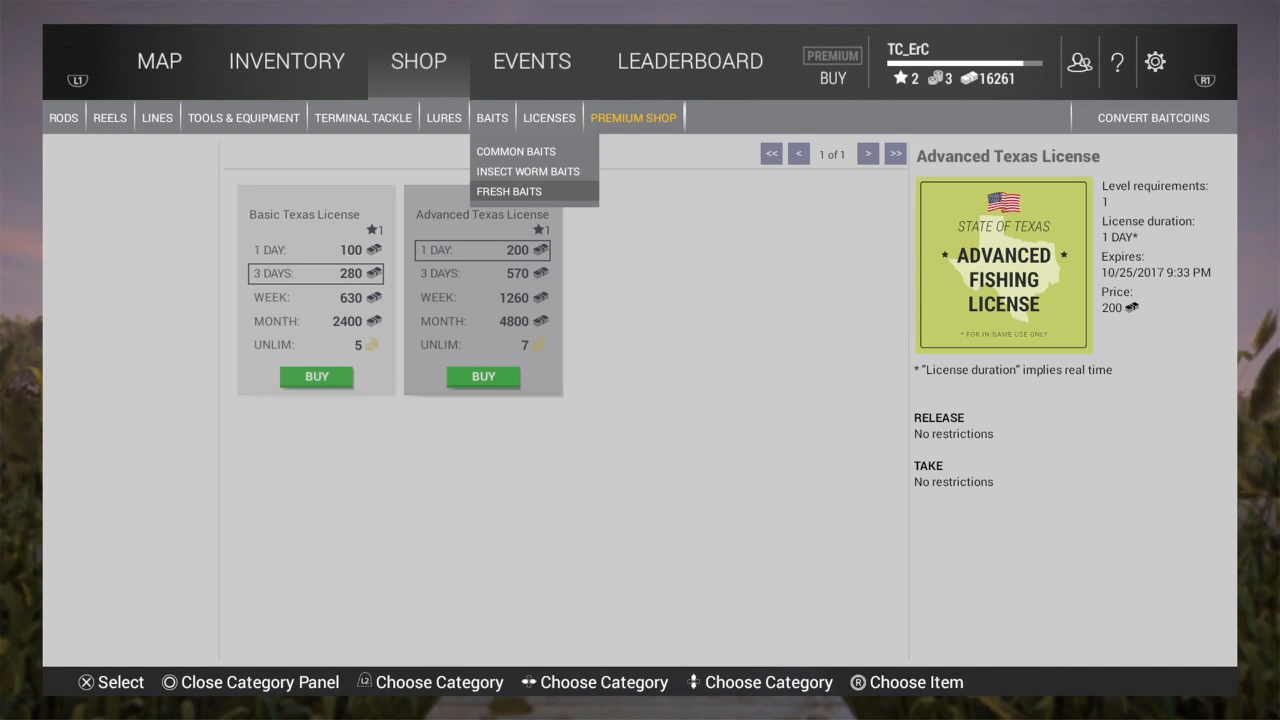 MAP INVENTORY SHOP EVENTS LEADERBOARD
PREMIUM
BUY
TC_ErC
2 3 16261
L1
?
R1
RODS REELS LINES TOOLS & EQUIPMENT TERMINAL TACKLE LURES BAITS LICENSES PREMIUM SHOP CONVERT BAITCOINS
COMMON BAITS
INSECT WORM BAITS
FRESH BAITS
<< < 1 of 1 > >>
Basic Texas License
1
1 DAY: 100
3 DAYS: 280
WEEK: 630
MONTH: 2400
UNLIM: 5
BUY
Advanced Texas License
1
1 DAY: 200
3 DAYS: 570
WEEK: 1260
MONTH: 4800
UNLIM: 7
BUY
Advanced Texas License
STATE OF TEXAS
ADVANCED
FISHING
LICENSE
* FOR IN-GAME USE ONLY
Level requirements:
1
License duration:
1 DAY*
Expires:
10/25/2017 9:33 PM
Price:
200
* "License duration" implies real time
RELEASE
No restrictions
TAKE
No restrictions
Select Close Category Panel L2 Choose Category Choose Category Choose Category R Choose Item